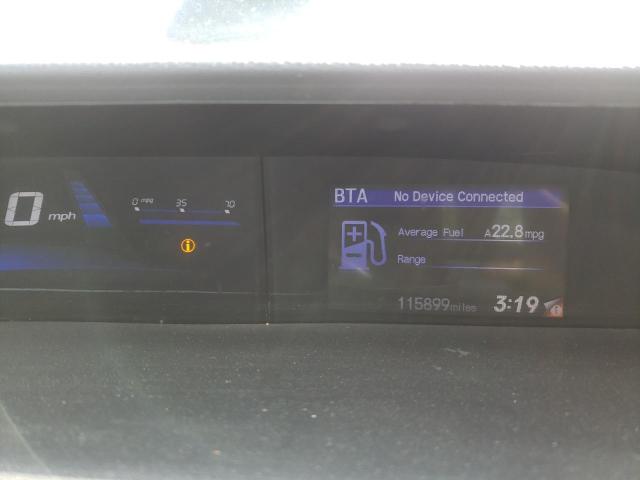 BTA No Device Connected
0 mpg 35 70
0 mph
Average Fuel A22.8mpg
Range
115899miles 3:19